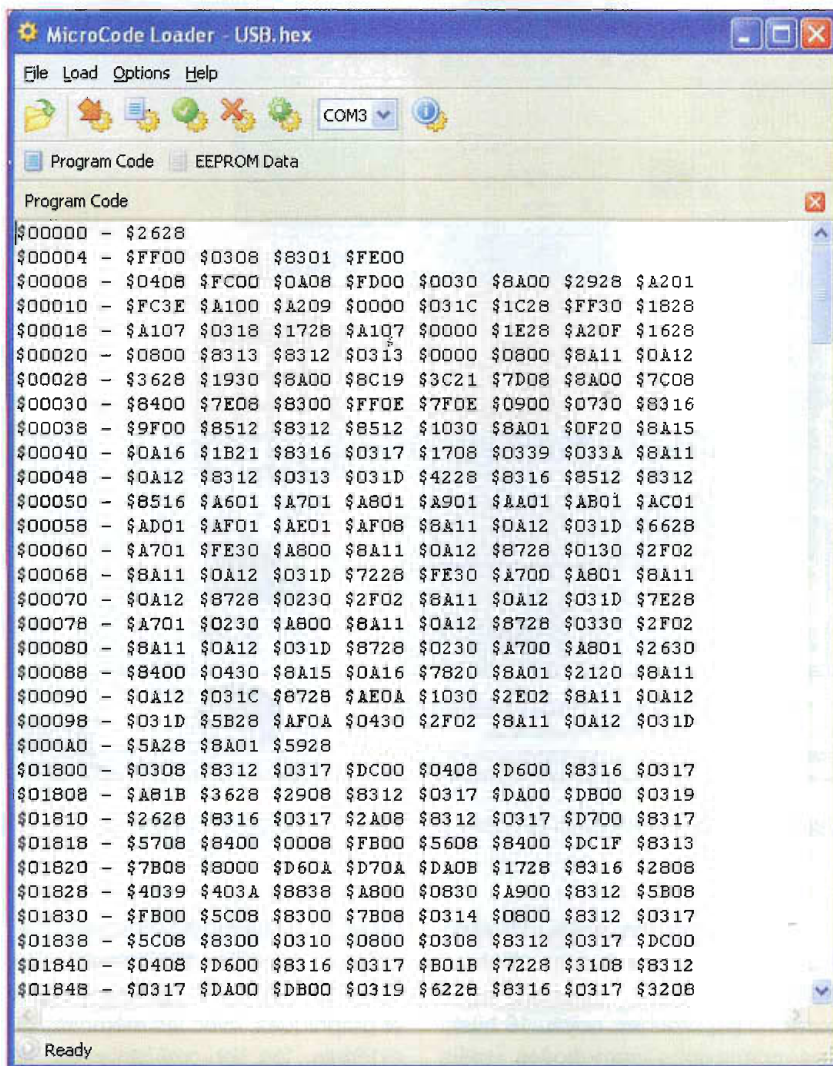 MicroCode Loader - USB.hex
File Load Options Help
COM3
Program Code EEPROM Data
Program Code
$00000 - $2628
$00004 - $FF00 $0308 $8301 $FE00
$00008 - $0408 $FC00 $0A08 $FD00 $0030 $8A00 $2928 $A201
$00010 - $FC3E $A100 $A209 $0000 $031C $1C28 $FF30 $1828
$00018 - $A107 $0318 $1728 $A107 $0000 $1E28 $A20F $1628
$00020 - $0800 $8313 $8312 $0313 $0000 $0800 $8A11 $0A12
$00028 - $3628 $1930 $8A00 $8C19 $3C21 $7D08 $8A00 $7C08
$00030 - $8400 $7E08 $8300 $FF0E $7F0E $0900 $0730 $8316
$00038 - $9F00 $8512 $8312 $8512 $1030 $8A01 $0F20 $8A15
$00040 - $0A16 $1B21 $8316 $0317 $1708 $0339 $033A $8A11
$00048 - $0A12 $8312 $0313 $031D $4228 $8316 $8512 $8312
$00050 - $8516 $A601 $A701 $A801 $A901 $AA01 $AB01 $AC01
$00058 - $AD01 $AF01 $AE01 $AF08 $8A11 $0A12 $031D $6628
$00060 - $A701 $FE30 $A800 $8A11 $0A12 $8728 $0130 $2F02
$00068 - $8A11 $0A12 $031D $7228 $FE30 $A700 $A801 $8A11
$00070 - $0A12 $8728 $0230 $2F02 $8A11 $0A12 $031D $7E28
$00078 - $A701 $0230 $A800 $8A11 $0A12 $8728 $0330 $2F02
$00080 - $8A11 $0A12 $031D $8728 $0230 $A700 $A801 $2630
$00088 - $8400 $0430 $8A15 $0A16 $7820 $8A01 $2120 $8A11
$00090 - $0A12 $031C $8728 $AE0A $1030 $2E02 $8A11 $0A12
$00098 - $031D $5B28 $AF0A $0430 $2F02 $8A11 $0A12 $031D
$000A0 - $5A28 $8A01 $5928
$01800 - $0308 $8312 $0317 $DC00 $0408 $D600 $8316 $0317
$01808 - $A81B $3628 $2908 $8312 $0317 $DA00 $DB00 $0319
$01810 - $2628 $8316 $0317 $2A08 $8312 $0317 $D700 $8317
$01818 - $5708 $8400 $0008 $FB00 $5608 $8400 $DC1F $8313
$01820 - $7B08 $8000 $D60A $D70A $DA0B $1728 $8316 $2808
$01828 - $4039 $403A $8838 $A800 $0830 $A900 $8312 $5B08
$01830 - $FB00 $5C08 $8300 $7B08 $0314 $0800 $8312 $0317
$01838 - $5C08 $8300 $0310 $0800 $0308 $8312 $0317 $DC00
$01840 - $0408 $D600 $8316 $0317 $B01B $7228 $3108 $8312
$01848 - $0317 $DA00 $DB00 $0319 $6228 $8316 $0317 $3208
Ready